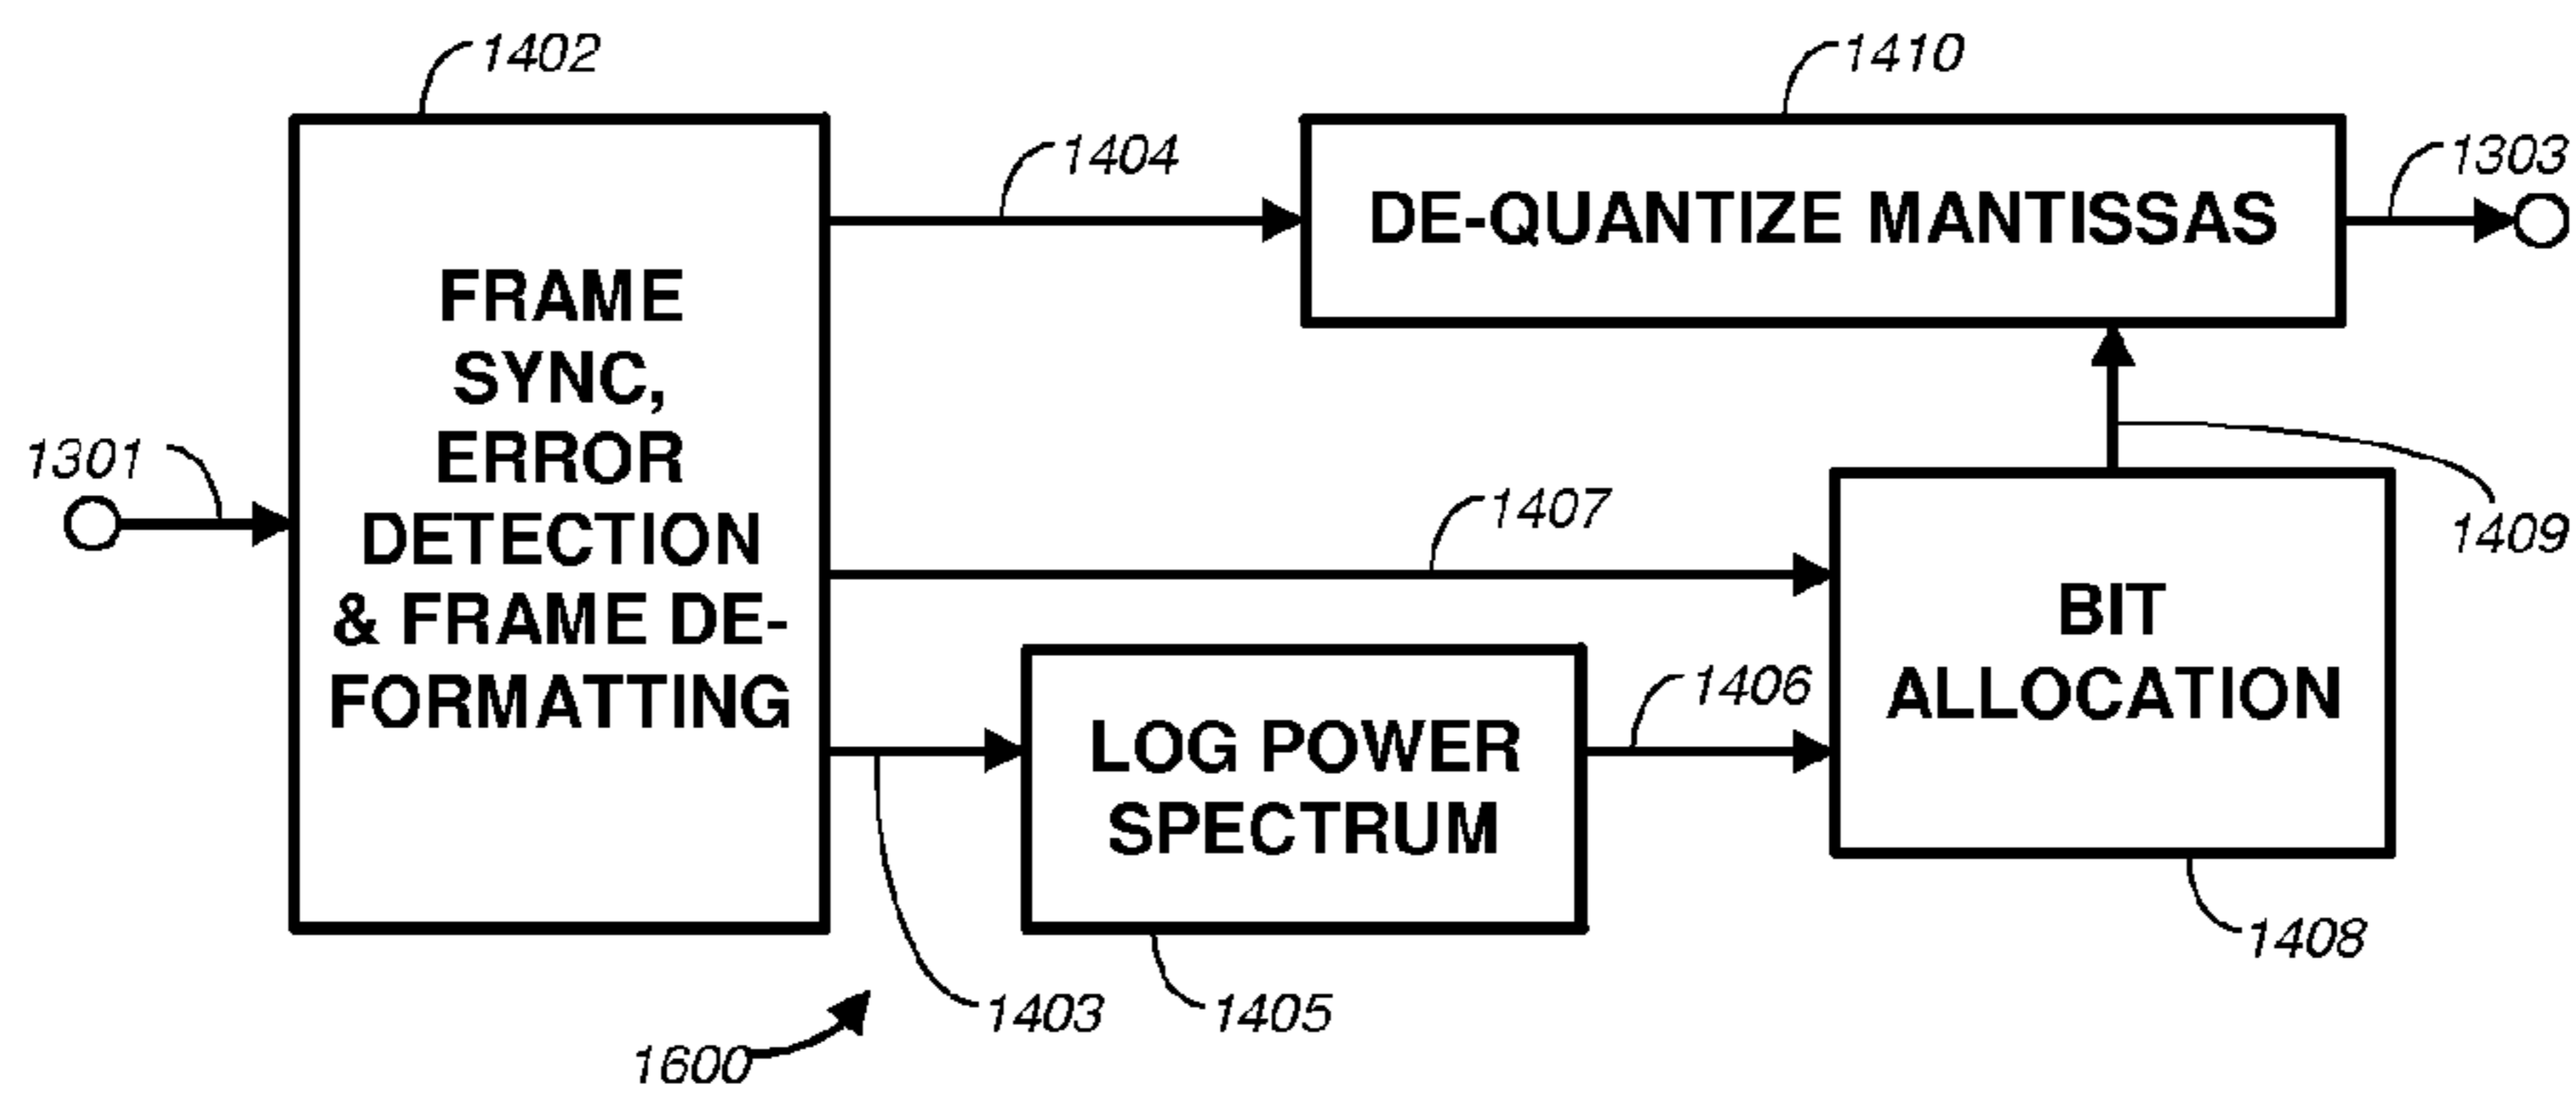 1402
1410
1404
1303
DE-QUANTIZE MANTISSAS
FRAME
SYNC,
ERROR
DETECTION
& FRAME DE-
FORMATTING
1301
1407
1409
BIT
ALLOCATION
LOG POWER
SPECTRUM
1406
1408
1403
1405
1600